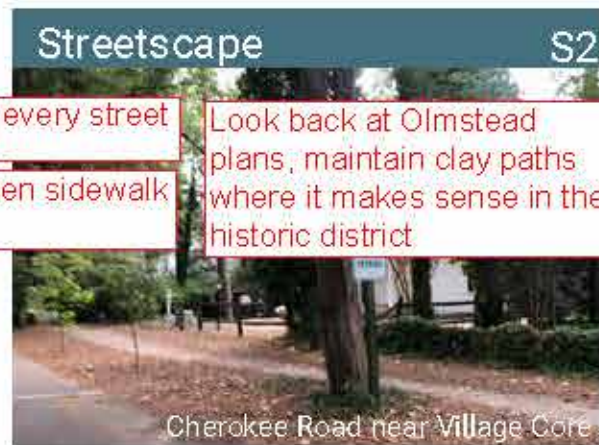 Streetscape S2
every street
en sidewalk
Look back at Olmstead
plans, maintain clay paths
where it makes sense in the
historic district
Cherokee Road near Village Core